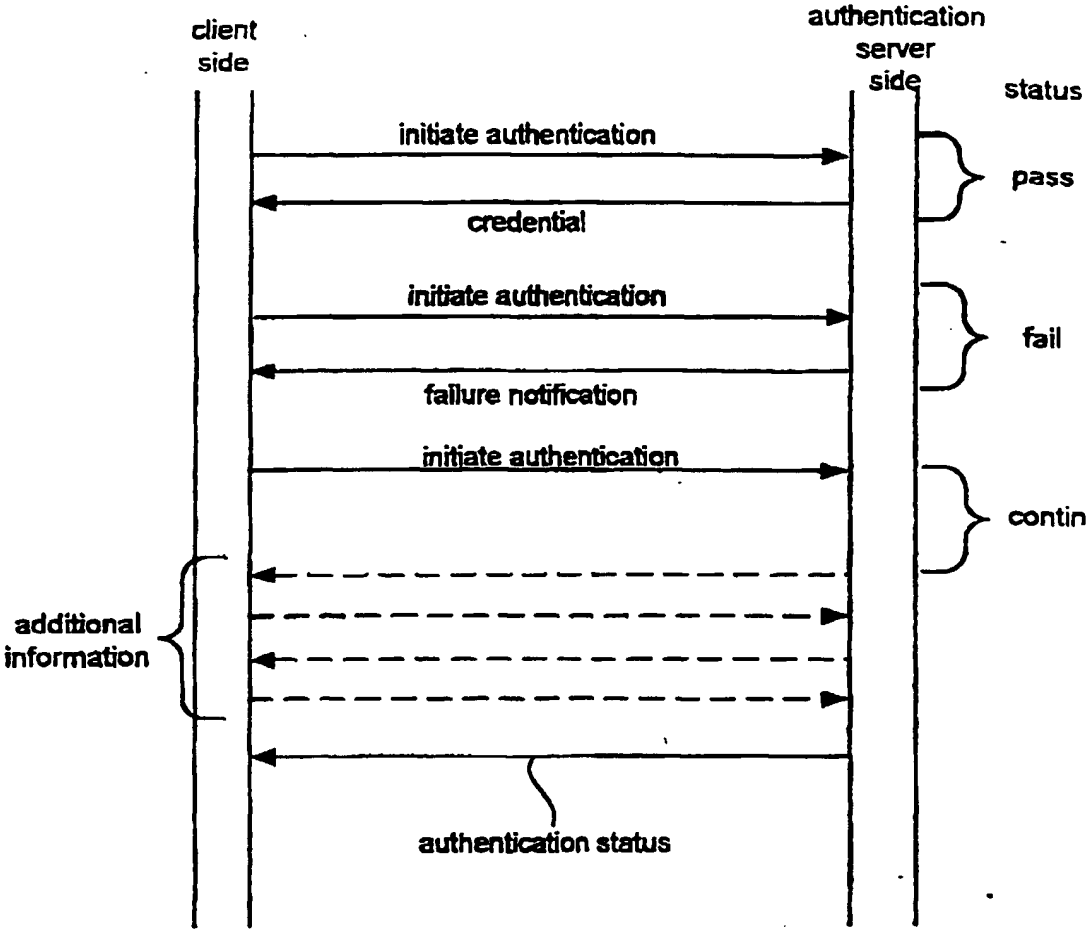 client
side
authentication
server
side
status
initiate authentication
pass
credential
initiate authentication
fail
failure notification
initiate authentication
contin
additional
information
authentication status